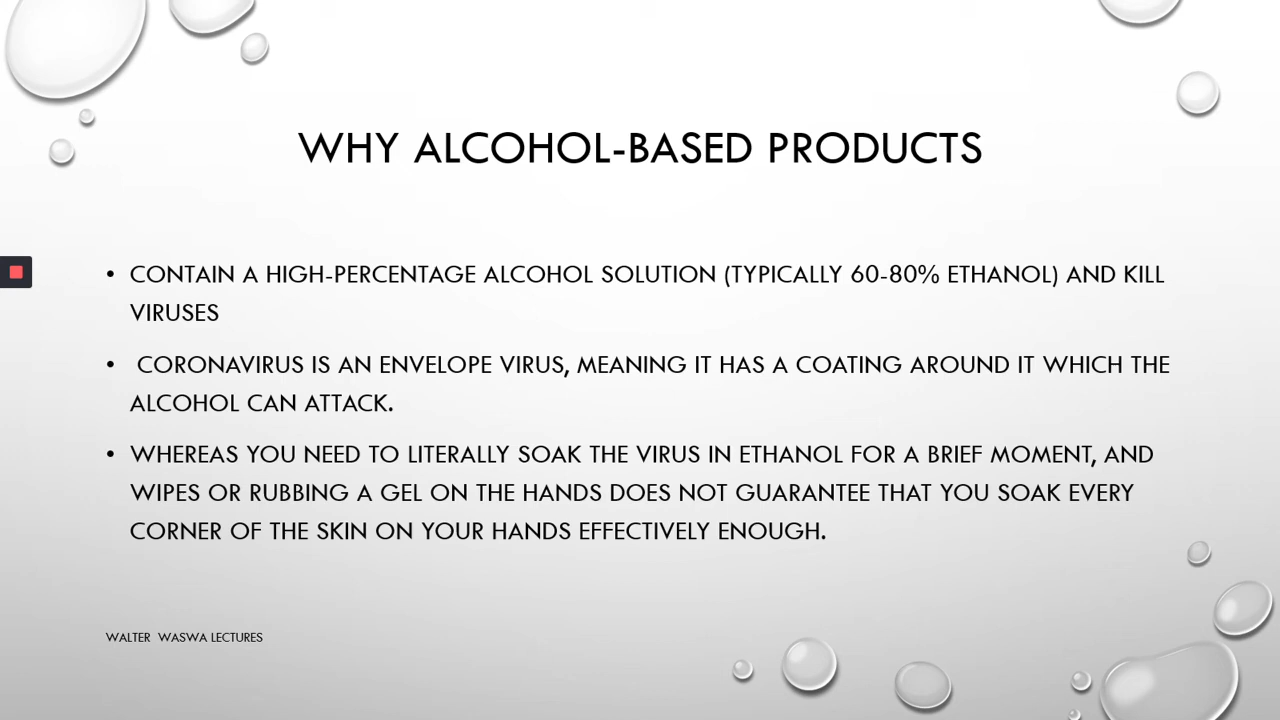 WHY ALCOHOL-BASED PRODUCTS
• CONTAIN A HIGH-PERCENTAGE ALCOHOL SOLUTION (TYPICALLY 60-80% ETHANOL) AND KILL
VIRUSES
• CORONAVIRUS IS AN ENVELOPE VIRUS, MEANING IT HAS A COATING AROUND IT WHICH THE
ALCOHOL CAN ATTACK.
• WHEREAS YOU NEED TO LITERALLY SOAK THE VIRUS IN ETHANOL FOR A BRIEF MOMENT, AND
WIPES OR RUBBING A GEL ON THE HANDS DOES NOT GUARANTEE THAT YOU SOAK EVERY
CORNER OF THE SKIN ON YOUR HANDS EFFECTIVELY ENOUGH.
WALTER WASWA LECTURES